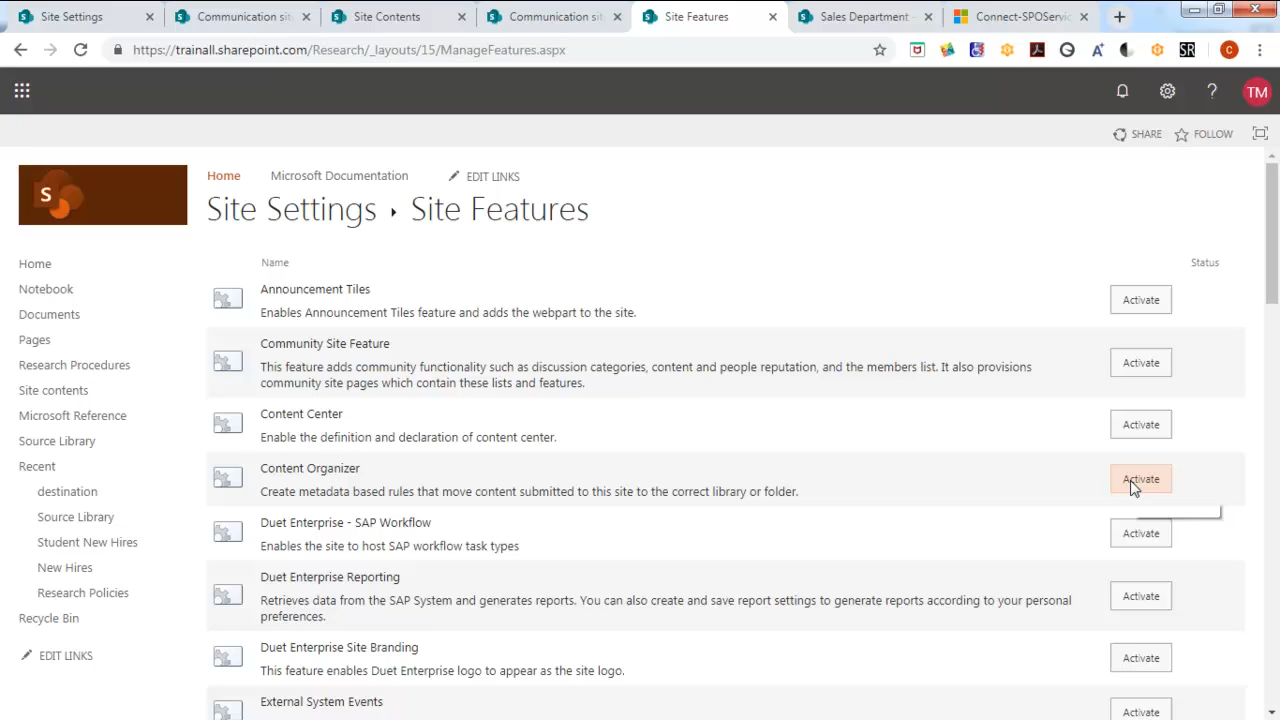 Site Settings
Communication sit
Site Contents
Communication sit
Site Features
Sales Department -
Connect-SPOServic
https://trainall.sharepoint.com/Research/_layouts/15/ManageFeatures.aspx
SR
C
TM
SHARE
FOLLOW
S
Home
Microsoft Documentation
EDIT LINKS
Site Settings ▸ Site Features
Home
Notebook
Documents
Pages
Research Procedures
Site contents
Microsoft Reference
Source Library
Recent
destination
Source Library
Student New Hires
New Hires
Research Policies
Recycle Bin
EDIT LINKS
Name
Status
Announcement Tiles
Enables Announcement Tiles feature and adds the webpart to the site.
Activate
Community Site Feature
This feature adds community functionality such as discussion categories, content and people reputation, and the members list. It also provisions
community site pages which contain these lists and features.
Activate
Content Center
Enable the definition and declaration of content center.
Activate
Content Organizer
Create metadata based rules that move content submitted to this site to the correct library or folder.
Activate
Duet Enterprise - SAP Workflow
Enables the site to host SAP workflow task types
Activate
Duet Enterprise Reporting
Retrieves data from the SAP System and generates reports. You can also create and save report settings to generate reports according to your personal
preferences.
Activate
Duet Enterprise Site Branding
This feature enables Duet Enterprise logo to appear as the site logo.
Activate
External System Events
Activate